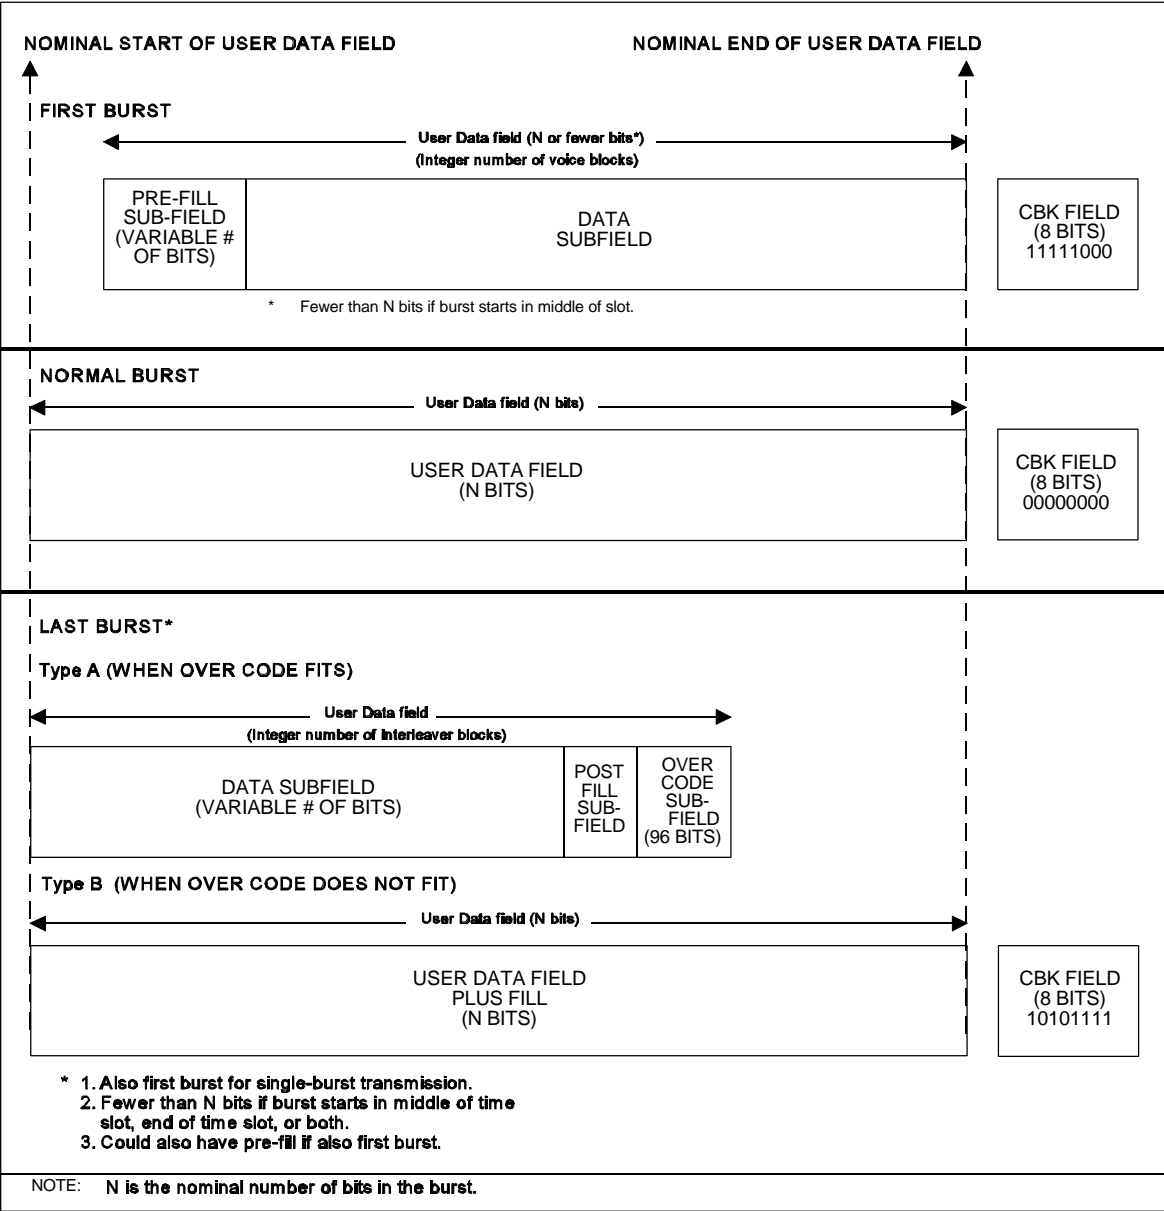 NOMINAL START OF USER DATA FIELD
NOMINAL END OF USER DATA FIELD
FIRST BURST
User Data field (N or fewer bits*)
(Integer number of voice blocks)
PRE-FILL
SUB-FIELD
(VARIABLE #
OF BITS)
DATA
SUBFIELD
CBK FIELD
(8 BITS)
11111000
* Fewer than N bits if burst starts in middle of slot.
NORMAL BURST
User Data field (N bits)
USER DATA FIELD
(N BITS)
CBK FIELD
(8 BITS)
00000000
LAST BURST*
Type A (WHEN OVER CODE FITS)
User Data field
(Integer number of interleaver blocks)
DATA SUBFIELD
(VARIABLE # OF BITS)
POST
FILL
SUB-
FIELD
OVER
CODE
SUB-
FIELD
(96 BITS)
Type B (WHEN OVER CODE DOES NOT FIT)
User Data field (N bits)
USER DATA FIELD
PLUS FILL
(N BITS)
CBK FIELD
(8 BITS)
10101111
* 1. Also first burst for single-burst transmission.
2. Fewer than N bits if burst starts in middle of time
slot, end of time slot, or both.
3. Could also have pre-fill if also first burst.
NOTE: N is the nominal number of bits in the burst.